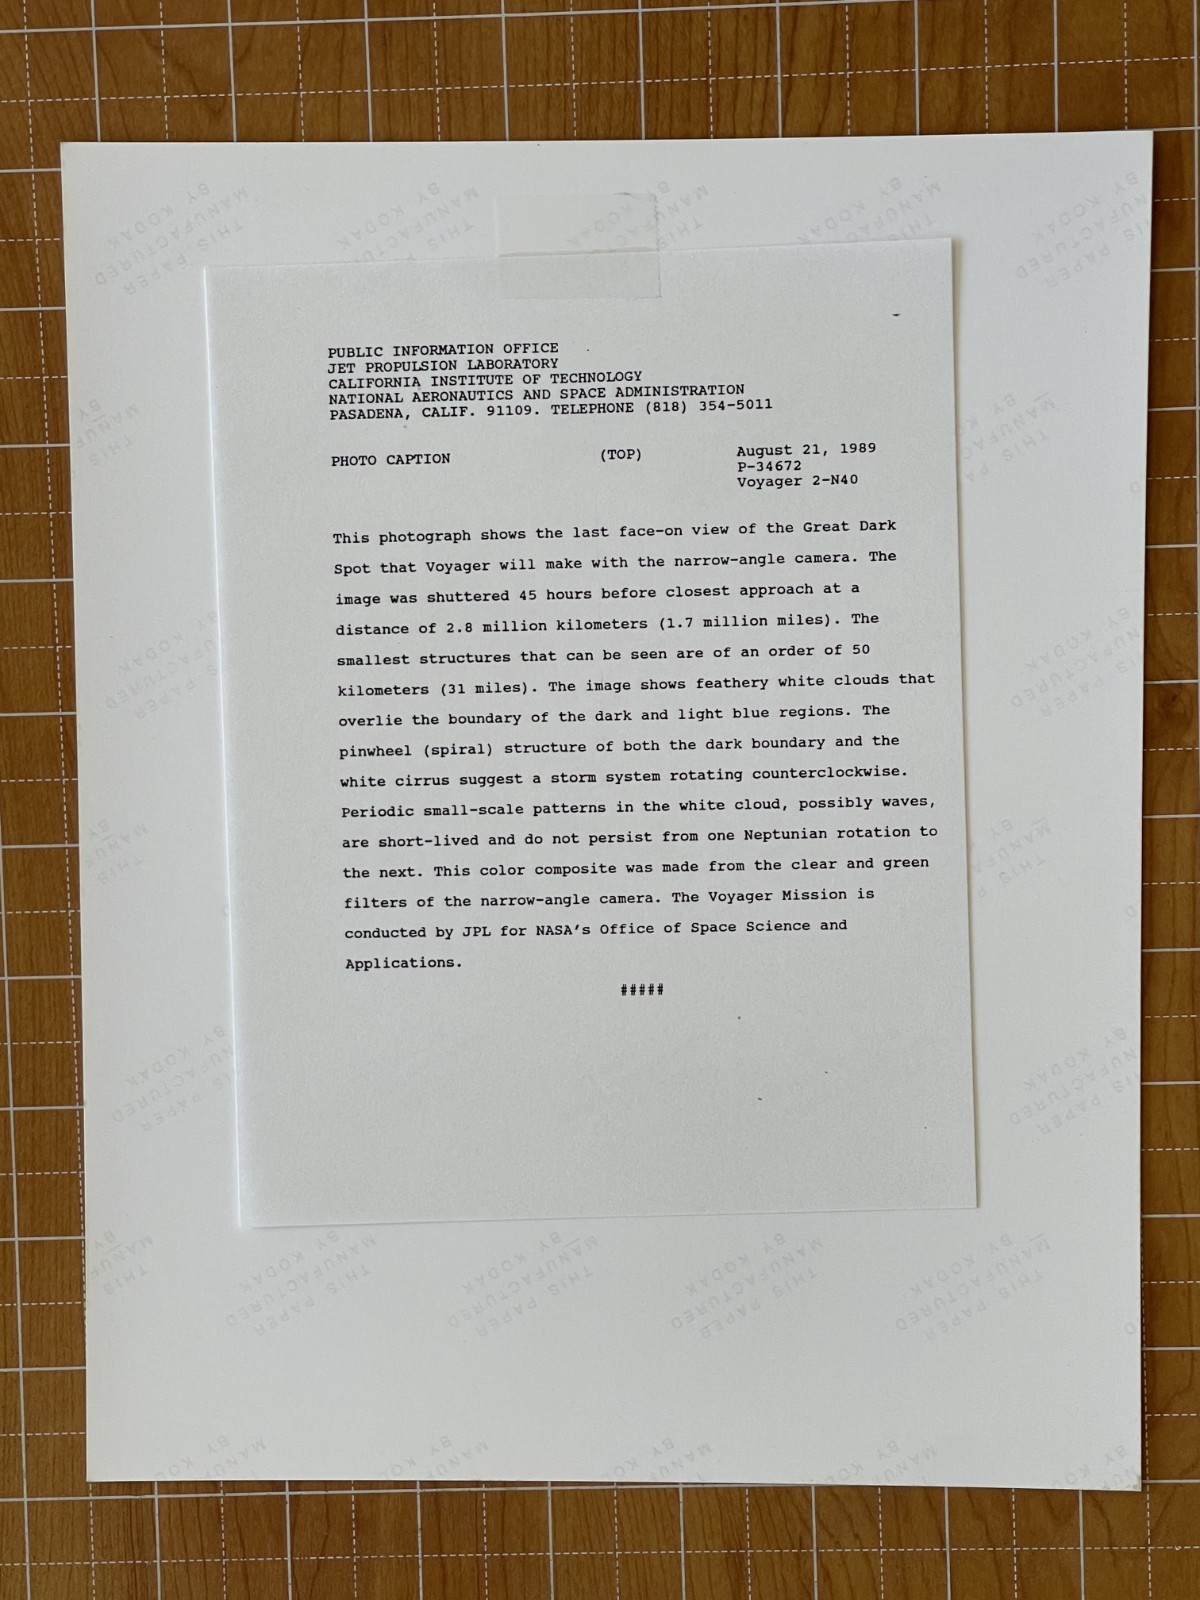 PUBLIC INFORMATION OFFICE
JET PROPULSION LABORATORY
CALIFORNIA INSTITUTE OF TECHNOLOGY
NATIONAL AERONAUTICS AND SPACE ADMINISTRATION
PASADENA, CALIF. 91109. TELEPHONE (818) 354-5011
PHOTO CAPTION (TOP) August 21, 1989
P-34672
Voyager 2-N40
This photograph shows the last face-on view of the Great Dark
Spot that Voyager will make with the narrow-angle camera. The
image was shuttered 45 hours before closest approach at a
distance of 2.8 million kilometers (1.7 million miles). The
smallest structures that can be seen are of an order of 50
kilometers (31 miles). The image shows feathery white clouds that
overlie the boundary of the dark and light blue regions. The
pinwheel (spiral) structure of both the dark boundary and the
white cirrus suggest a storm system rotating counterclockwise.
Periodic small-scale patterns in the white cloud, possibly waves,
are short-lived and do not persist from one Neptunian rotation to
the next. This color composite was made from the clear and green
filters of the narrow-angle camera. The Voyager Mission is
conducted by JPL for NASA's Office of Space Science and
Applications.
#####
THIS PAPER
MANUFACTURED
BY KODAK